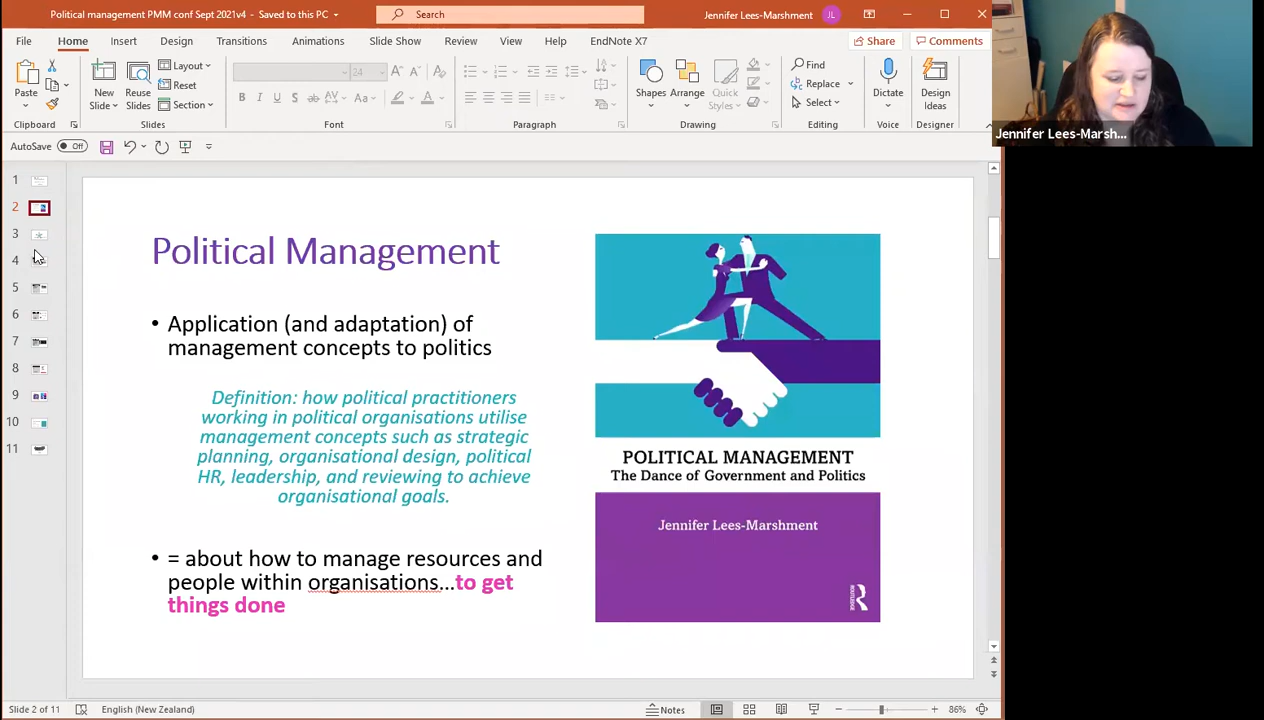 Political management PMM conf Sept 2021v4 - Saved to this PC
Search
Jennifer Lees-Marshment
JL
File Home Insert Design Transitions Animations Slide Show Review View Help EndNote X7
Share
Comments
Paste
New
Slide
Reuse
Slides
Layout
Reset
Section
24
B I U S ab AV Aa A
Shapes
Arrange
Quick
Styles
Find
Replace
Select
Dictate
Design
Ideas
Clipboard
Slides
Font
Paragraph
Drawing
Editing
Voice
Designer
AutoSave Off
Jennifer Lees-Marsh...
1
2
3
4
5
6
7
8
9
10
11
Political Management
• Application (and adaptation) of
management concepts to politics
Definition: how political practitioners
working in political organisations utilise
management concepts such as strategic
planning, organisational design, political
HR, leadership, and reviewing to achieve
organisational goals.
• = about how to manage resources and
people within organisations...to get
things done
POLITICAL MANAGEMENT
The Dance of Government and Politics
Jennifer Lees-Marshment
ROUTLEDGE
Slide 2 of 11
English (New Zealand)
Notes
86%